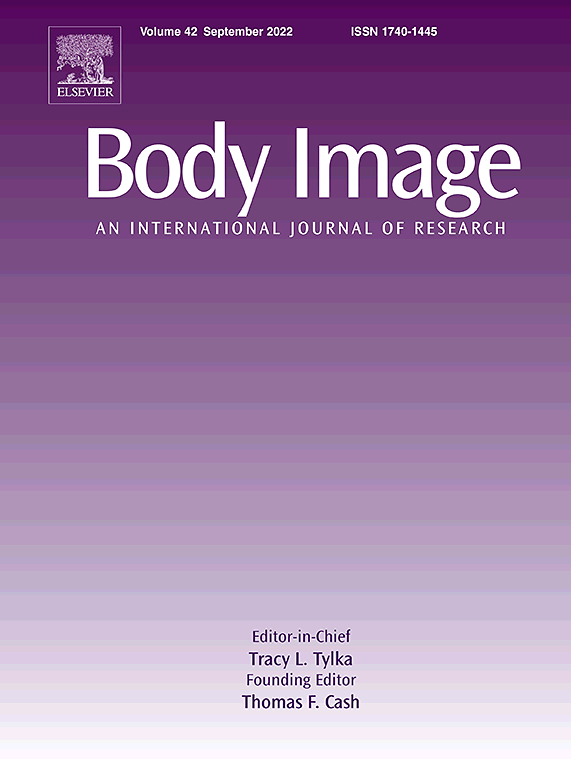 Volume 42 September 2022 ISSN 1740-1445
ELSEVIER
Body Image
AN INTERNATIONAL JOURNAL OF RESEARCH
Editor-in-Chief
Tracy L. Tylka
Founding Editor
Thomas F. Cash